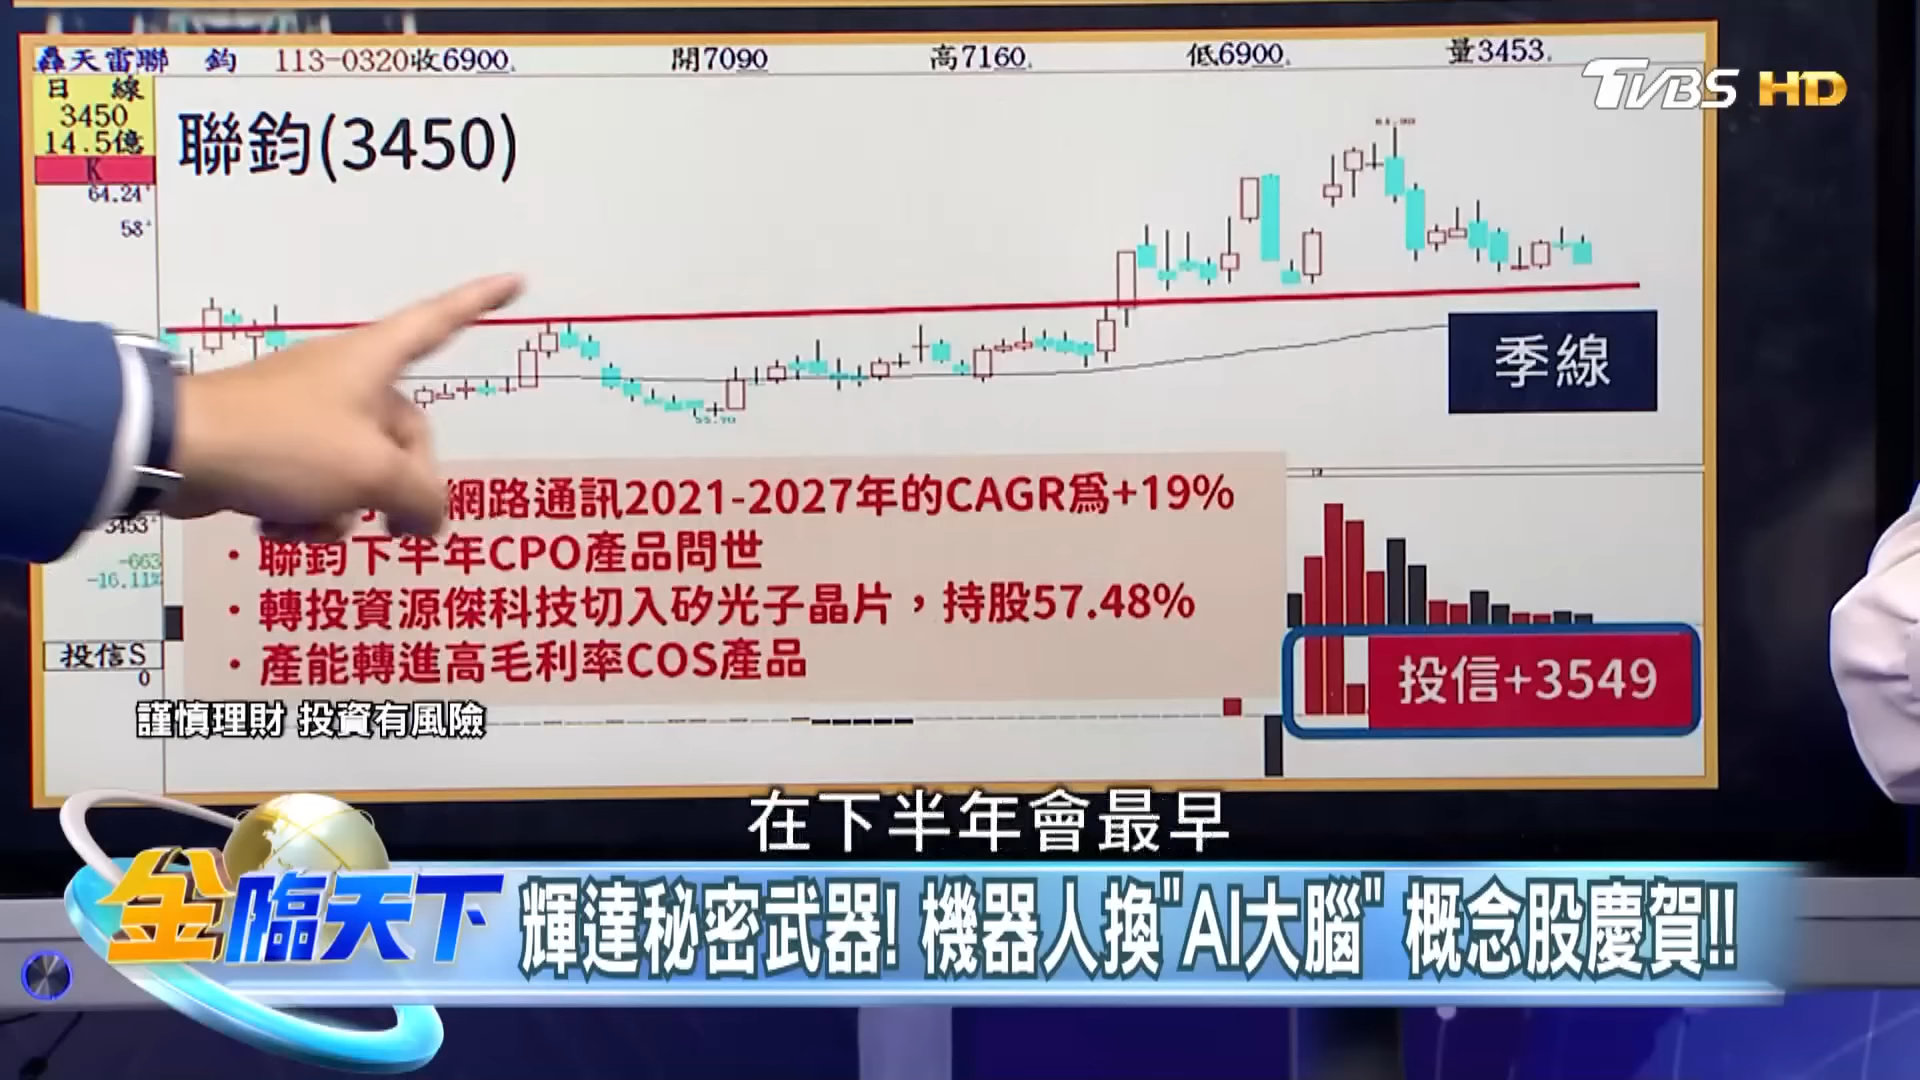 轟天雷聯 鈞 113-0320收6900. 開7090 高7160. 低6900. 量3453.
TVBS HD
日 線
3450
14.5億
K
64.24
58
聯鈞(3450)
季線
網路通訊2021-2027年的CAGR為+19%
・聯鈞下半年CPO產品問世
・轉投資源傑科技切入矽光子晶片，持股57.48%
・產能轉進高毛利率COS產品
3453
-663
-16.11%
投信S
0
投信+3549
謹慎理財 投資有風險
在下半年會最早
金臨天下
輝達秘密武器! 機器人換"AI大腦" 概念股慶賀!!